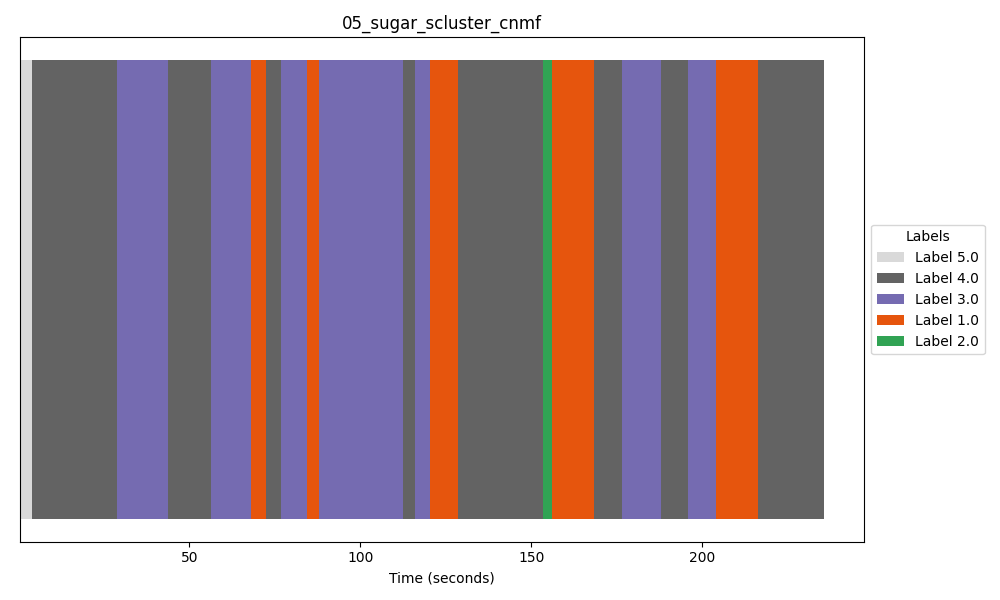 05_sugar_scluster_cnmf
Labels
Label 5.0
Label 4.0
Label 3.0
Label 1.0
Label 2.0
50 100 150 200
Time (seconds)